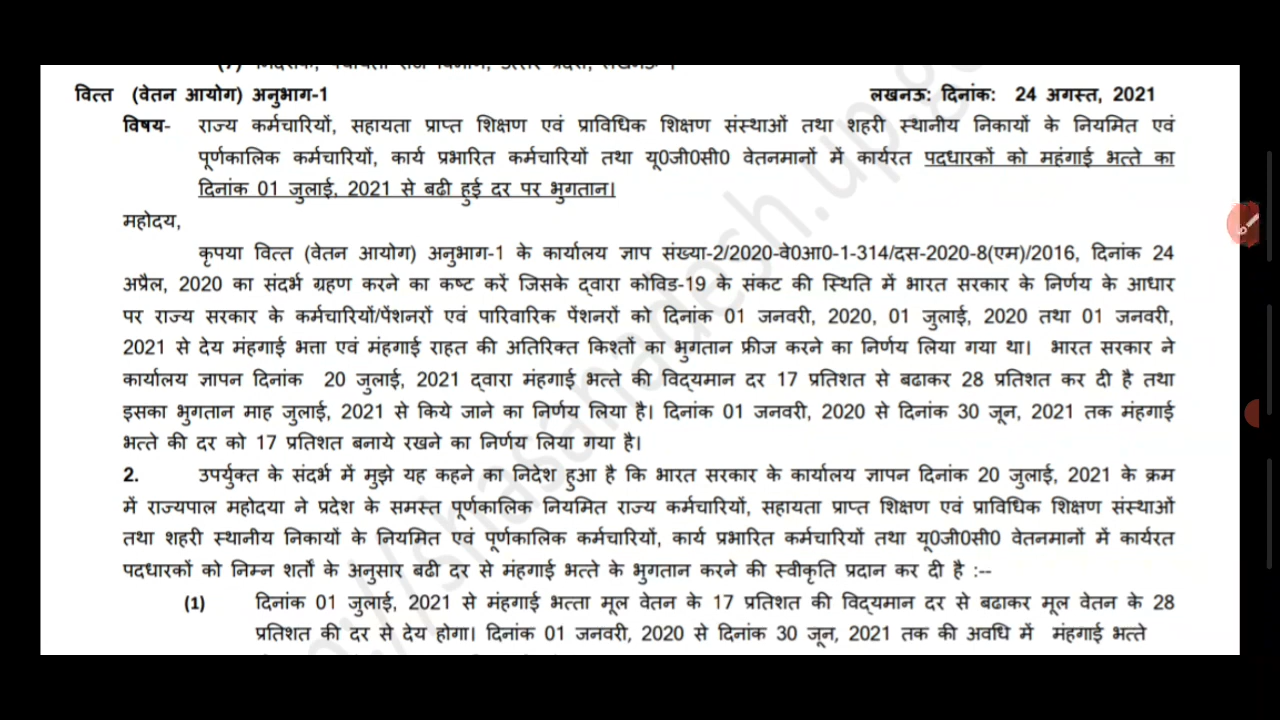 वित्त (वेतन आयोग) अनुभाग-1 लखनऊः दिनांकः 24 अगस्त, 2021
विषय- राज्य कर्मचारियों, सहायता प्राप्त शिक्षण एवं प्राविधिक शिक्षण संस्थाओं तथा शहरी स्थानीय निकायों के नियमित एवं
पूर्णकालिक कर्मचारियों, कार्य प्रभारित कर्मचारियों तथा यू0जी0सी0 वेतनमानों में कार्यरत पदधारकों को महंगाई भत्ते का
दिनांक 01 जुलाई, 2021 से बढी हुई दर पर भुगतान।
महोदय,
कृपया वित्त (वेतन आयोग) अनुभाग-1 के कार्यालय ज्ञाप संख्या-2/2020-वे0आ0-1-314/दस-2020-8(एम)/2016, दिनांक 24
अप्रैल, 2020 का संदर्भ ग्रहण करने का कष्ट करें जिसके द्वारा कोविड-19 के संकट की स्थिति में भारत सरकार के निर्णय के आधार
पर राज्य सरकार के कर्मचारियों/पेंशनरों एवं पारिवारिक पेंशनरों को दिनांक 01 जनवरी, 2020, 01 जुलाई, 2020 तथा 01 जनवरी,
2021 से देय मंहगाई भत्ता एवं मंहगाई राहत की अतिरिक्त किश्तों का भुगतान फ्रीज करने का निर्णय लिया गया था। भारत सरकार ने
कार्यालय ज्ञापन दिनांक 20 जुलाई, 2021 द्वारा मंहगाई भत्ते की विद्यमान दर 17 प्रतिशत से बढाकर 28 प्रतिशत कर दी है तथा
इसका भुगतान माह जुलाई, 2021 से किये जाने का निर्णय लिया है। दिनांक 01 जनवरी, 2020 से दिनांक 30 जून, 2021 तक मंहगाई
भत्ते की दर को 17 प्रतिशत बनाये रखने का निर्णय लिया गया है।
2. उपर्युक्त के संदर्भ में मुझे यह कहने का निदेश हुआ है कि भारत सरकार के कार्यालय ज्ञापन दिनांक 20 जुलाई, 2021 के क्रम
में राज्यपाल महोदया ने प्रदेश के समस्त पूर्णकालिक नियमित राज्य कर्मचारियों, सहायता प्राप्त शिक्षण एवं प्राविधिक शिक्षण संस्थाओं
तथा शहरी स्थानीय निकायों के नियमित एवं पूर्णकालिक कर्मचारियों, कार्य प्रभारित कर्मचारियों तथा यू0जी0सी0 वेतनमानों में कार्यरत
पदधारकों को निम्न शर्तों के अनुसार बढी दर से मंहगाई भत्ते के भुगतान करने की स्वीकृति प्रदान कर दी है :--
(1) दिनांक 01 जुलाई, 2021 से मंहगाई भत्ता मूल वेतन के 17 प्रतिशत की विद्यमान दर से बढाकर मूल वेतन के 28
प्रतिशत की दर से देय होगा। दिनांक 01 जनवरी, 2020 से दिनांक 30 जून, 2021 तक की अवधि में मंहगाई भत्ते